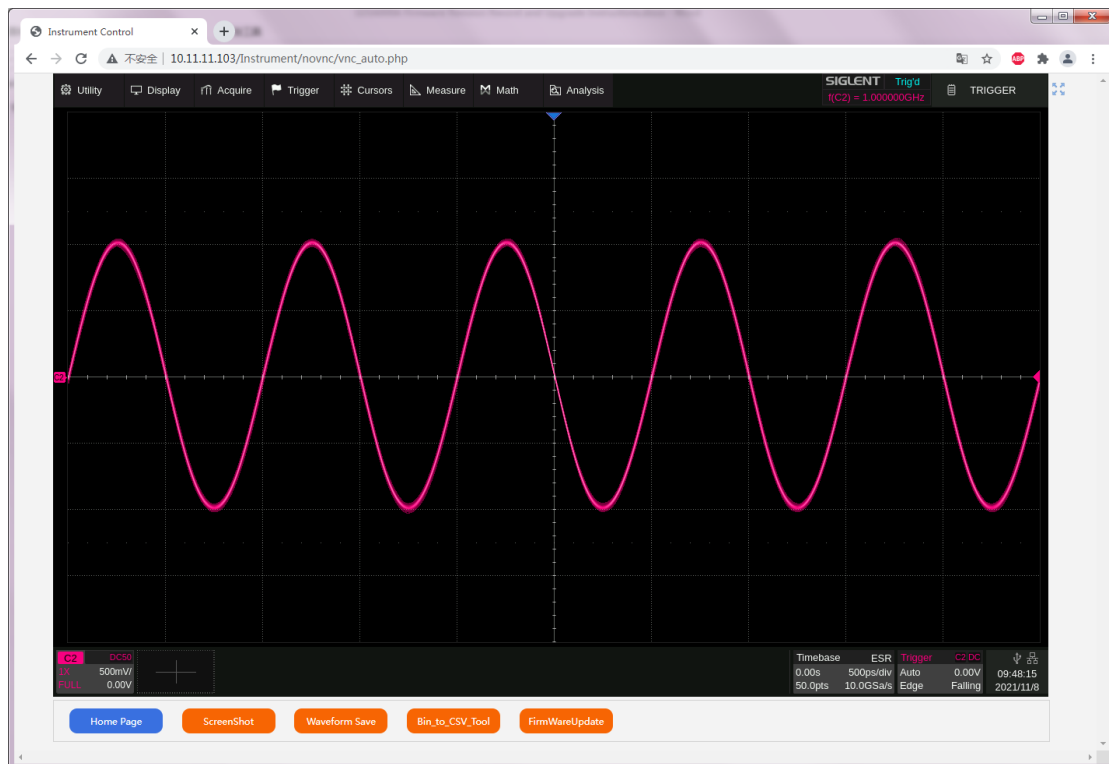 Instrument Control
不安全 | 10.11.11.103/Instrument/novnc/vnc_auto.php
ABP
Utility Display Acquire Trigger Cursors Measure Math Analysis
SIGLENT Trig'd
f(C2) = 1.000000GHz
TRIGGER
C2
C2 DC50
1X 500mV/
FULL 0.00V
Timebase ESR
0.00s 500ps/div
50.0pts 10.0GSa/s
Trigger C2 DC
Auto 0.00V
Edge Falling
09:48:15
2021/11/8
Home Page ScreenShot Waveform Save Bin_to_CSV_Tool FirmWareUpdate